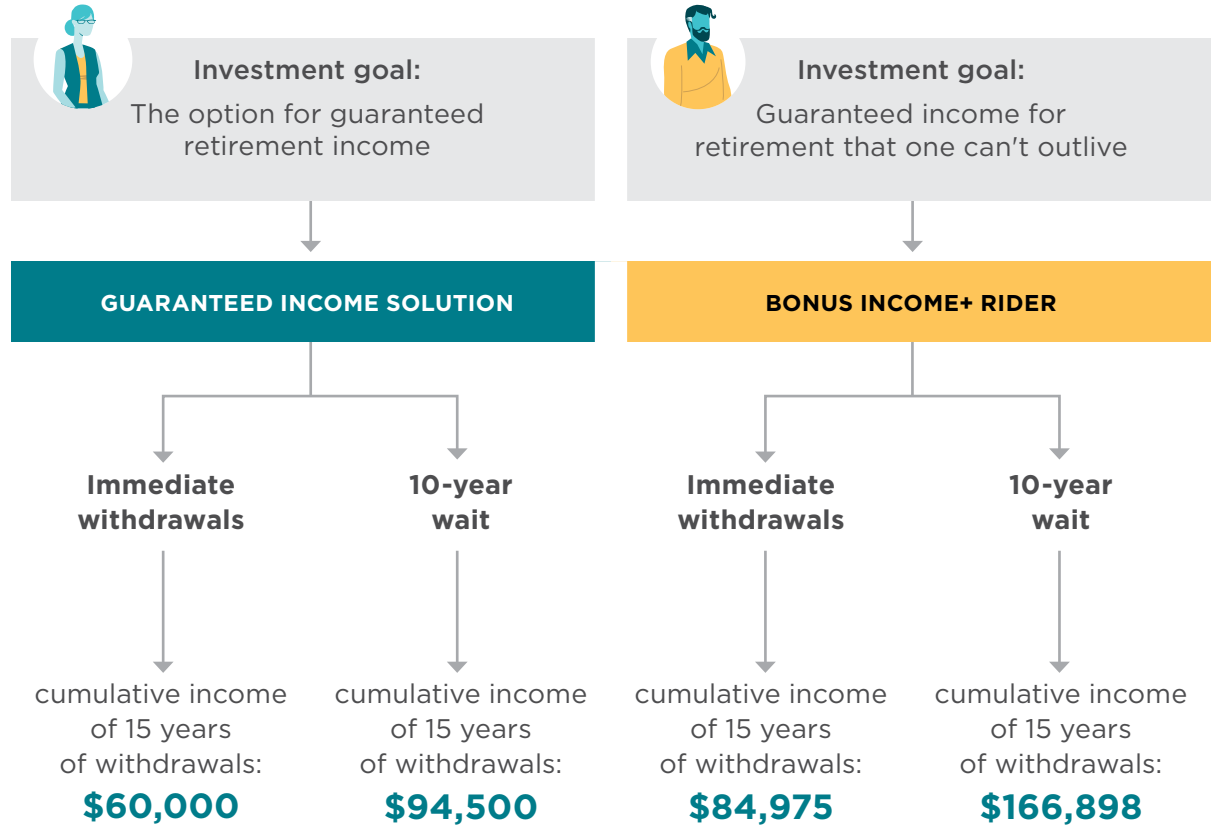 Investment goal:
The option for guaranteed
retirement income
Investment goal:
Guaranteed income for
retirement that one can't outlive
GUARANTEED INCOME SOLUTION
BONUS INCOME+ RIDER
Immediate
withdrawals
10-year
wait
Immediate
withdrawals
10-year
wait
cumulative income
of 15 years
of withdrawals:
$60,000
cumulative income
of 15 years
of withdrawals:
$94,500
cumulative income
of 15 years
of withdrawals:
$84,975
cumulative income
of 15 years
of withdrawals:
$166,898